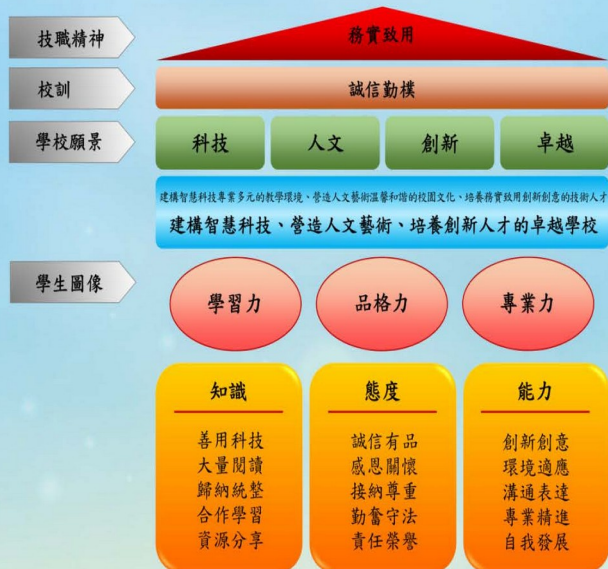 技職精神
務實致用
校訓
誠信勤樸
學校願景
科技
人文
創新
卓越
建構智慧科技專業多元的教學環境、營造人文藝術溫馨和諧的校園文化、培養務實致用創新創意的技術人才
建構智慧科技、營造人文藝術、培養創新人才的卓越學校
學生圖像
學習力
品格力
專業力
知識
善用科技
大量閱讀
歸納統整
合作學習
資源分享
態度
誠信有品
感恩關懷
接納尊重
勤奮守法
責任榮譽
能力
創新創意
環境適應
溝通表達
專業精進
自我發展